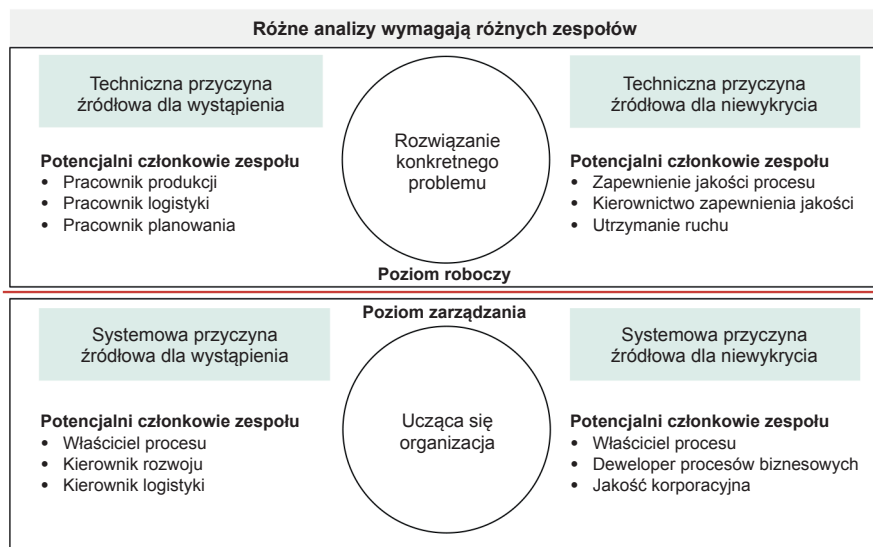 Różne analizy wymagają różnych zespołów
Techniczna przyczyna
źródłowa dla wystąpienia
Potencjalni członkowie zespołu
• Pracownik produkcji
• Pracownik logistyki
• Pracownik planowania
Rozwiązanie
konkretnego
problemu
Techniczna przyczyna
źródłowa dla niewykrycia
Potencjalni członkowie zespołu
• Zapewnienie jakości procesu
• Kierownictwo zapewnienia jakości
• Utrzymanie ruchu
Poziom roboczy
Poziom zarządzania
Systemowa przyczyna
źródłowa dla wystąpienia
Potencjalni członkowie zespołu
• Właściciel procesu
• Kierownik rozwoju
• Kierownik logistyki
Ucząca się
organizacja
Systemowa przyczyna
źródłowa dla niewykrycia
Potencjalni członkowie zespołu
• Właściciel procesu
• Deweloper procesów biznesowych
• Jakość korporacyjna